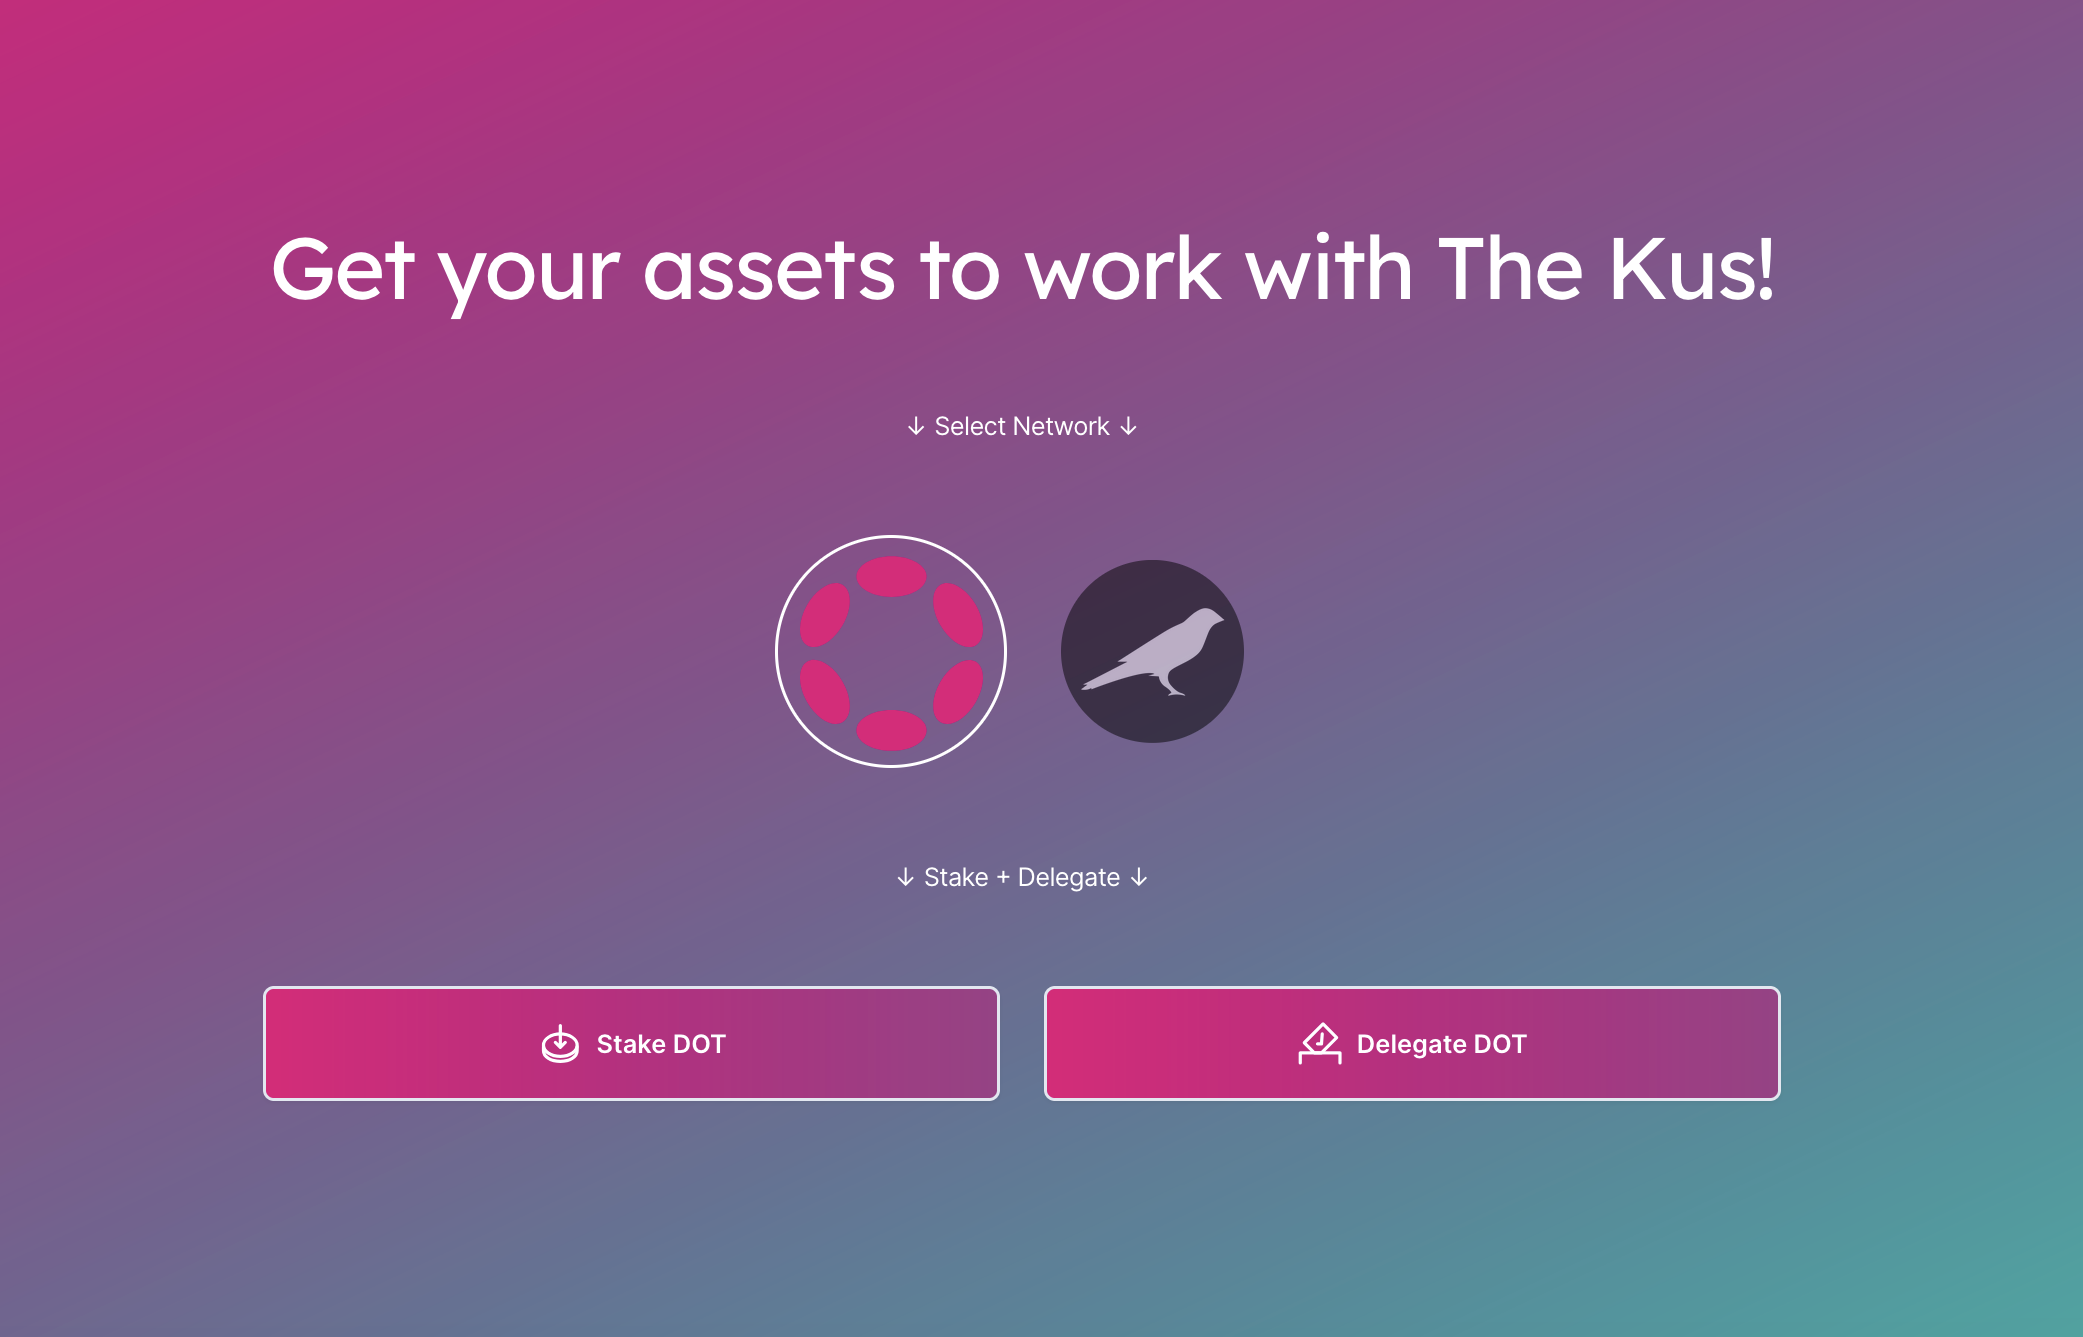 Get your assets to work with The Kus!
↓ Select Network ↓
↓ Stake + Delegate ↓
Stake DOT
Delegate DOT